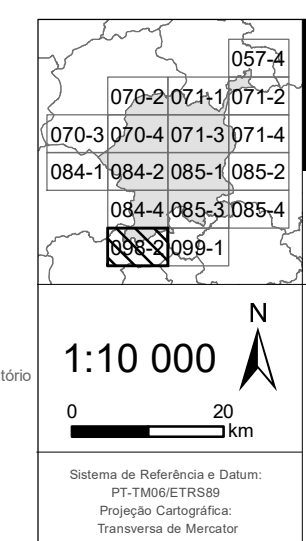 057-4
070-2 071-1 071-2
070-3 070-4 071-3 071-4
084-1 084-2 085-1 085-2
084-4 085-3 085-4
098-2 099-1
N
1:10 000
tório
0 20
km
Sistema de Referência e Datum:
PT-TM06/ETRS89
Projeção Cartográfica:
Transversa de Mercator